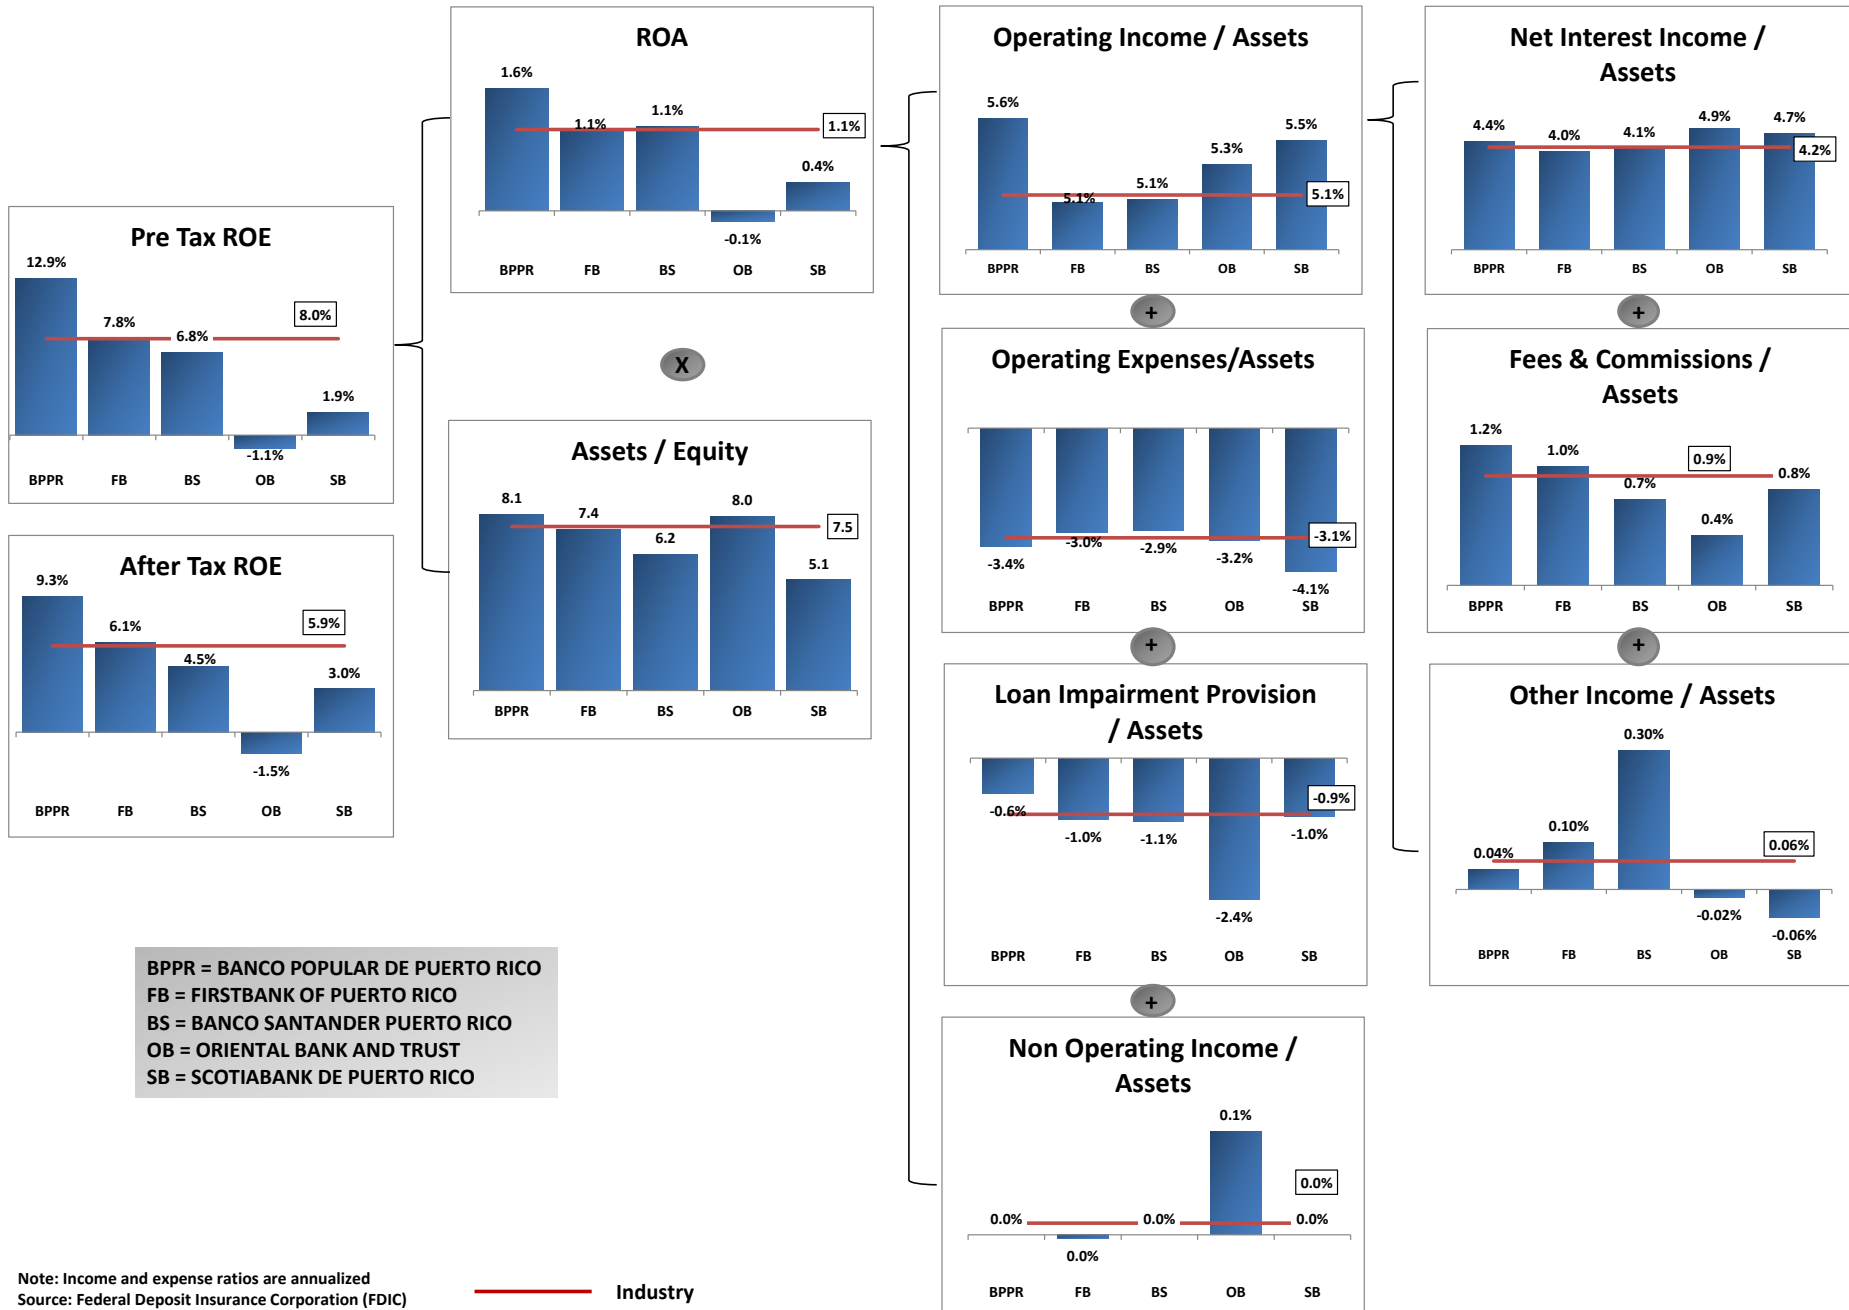 Pre Tax ROE
12.9%
7.8%
6.8%
-1.1%
1.9%
8.0%
BPPR FB BS OB SB
After Tax ROE
9.3%
6.1%
4.5%
-1.5%
3.0%
5.9%
BPPR FB BS OB SB
ROA
1.6%
1.1%
1.1%
-0.1%
0.4%
1.1%
BPPR FB BS OB SB
X
Assets / Equity
8.1
7.4
6.2
8.0
5.1
7.5
BPPR FB BS OB SB
Operating Income / Assets
5.6%
5.1%
5.1%
5.3%
5.5%
5.1%
BPPR FB BS OB SB
+
Operating Expenses/Assets
-3.4%
-3.0%
-2.9%
-3.2%
-4.1%
-3.1%
BPPR FB BS OB SB
+
Loan Impairment Provision
/ Assets
-0.6%
-1.0%
-1.1%
-2.4%
-1.0%
-0.9%
BPPR FB BS OB SB
+
Non Operating Income /
Assets
0.0%
0.0%
0.0%
0.1%
0.0%
0.0%
BPPR FB BS OB SB
Net Interest Income /
Assets
4.4%
4.0%
4.1%
4.9%
4.7%
4.2%
BPPR FB BS OB SB
+
Fees & Commissions /
Assets
1.2%
1.0%
0.7%
0.4%
0.8%
0.9%
BPPR FB BS OB SB
+
Other Income / Assets
0.04%
0.10%
0.30%
-0.02%
-0.06%
0.06%
BPPR FB BS OB SB
BPPR = BANCO POPULAR DE PUERTO RICO
FB = FIRSTBANK OF PUERTO RICO
BS = BANCO SANTANDER PUERTO RICO
OB = ORIENTAL BANK AND TRUST
SB = SCOTIABANK DE PUERTO RICO
Note: Income and expense ratios are annualized
Source: Federal Deposit Insurance Corporation (FDIC)
Industry